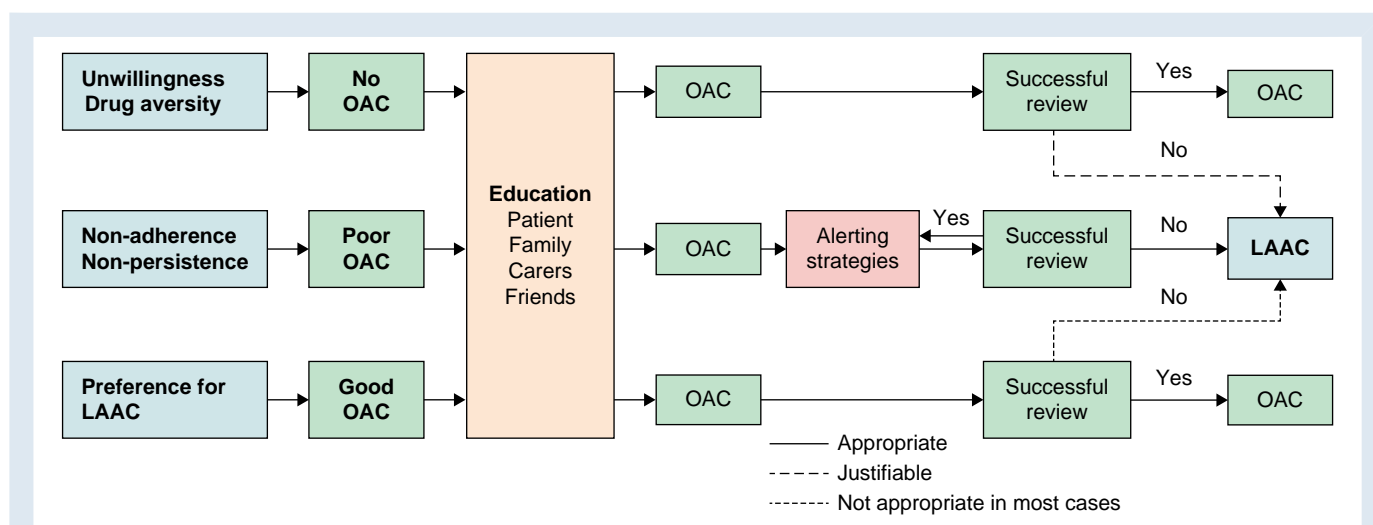 Unwillingness
Drug aversity
No
OAC
OAC
Successful
review
Yes
OAC
No
Education
Patient
Family
Carers
Friends
Non-adherence
Non-persistence
Poor
OAC
OAC
Alerting
strategies
Yes
Successful
review
No
LAAC
No
Preference for
LAAC
Good
OAC
OAC
Successful
review
Yes
OAC
Appropriate
Justifiable
Not appropriate in most cases